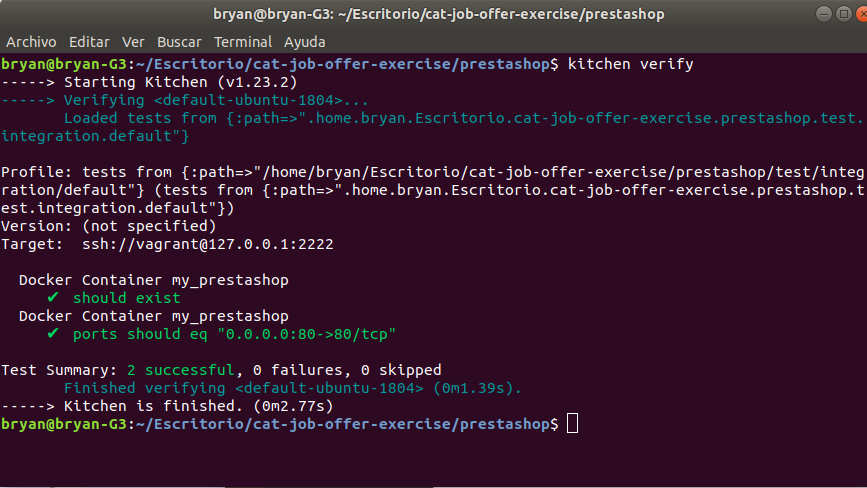 bryan@bryan-G3: ~/Escritorio/cat-job-offer-exercise/prestashop
Archivo Editar Ver Buscar Terminal Ayuda
bryan@bryan-G3:~/Escritorio/cat-job-offer-exercise/prestashop$ kitchen verify
-----> Starting Kitchen (v1.23.2)
-----> Verifying <default-ubuntu-1804>...
       Loaded tests from {:path=>".home.bryan.Escritorio.cat-job-offer-exercise.prestashop.test.
integration.default"}

Profile: tests from {:path=>"/home/bryan/Escritorio/cat-job-offer-exercise/prestashop/test/integ
ration/default"} (tests from {:path=>".home.bryan.Escritorio.cat-job-offer-exercise.prestashop.t
est.integration.default"})
Version: (not specified)
Target:  ssh://vagrant@127.0.0.1:2222

  Docker Container my_prestashop
     ✔  should exist
  Docker Container my_prestashop
     ✔  ports should eq "0.0.0.0:80->80/tcp"

Test Summary: 2 successful, 0 failures, 0 skipped
       Finished verifying <default-ubuntu-1804> (0m1.39s).
-----> Kitchen is finished. (0m2.77s)
bryan@bryan-G3:~/Escritorio/cat-job-offer-exercise/prestashop$